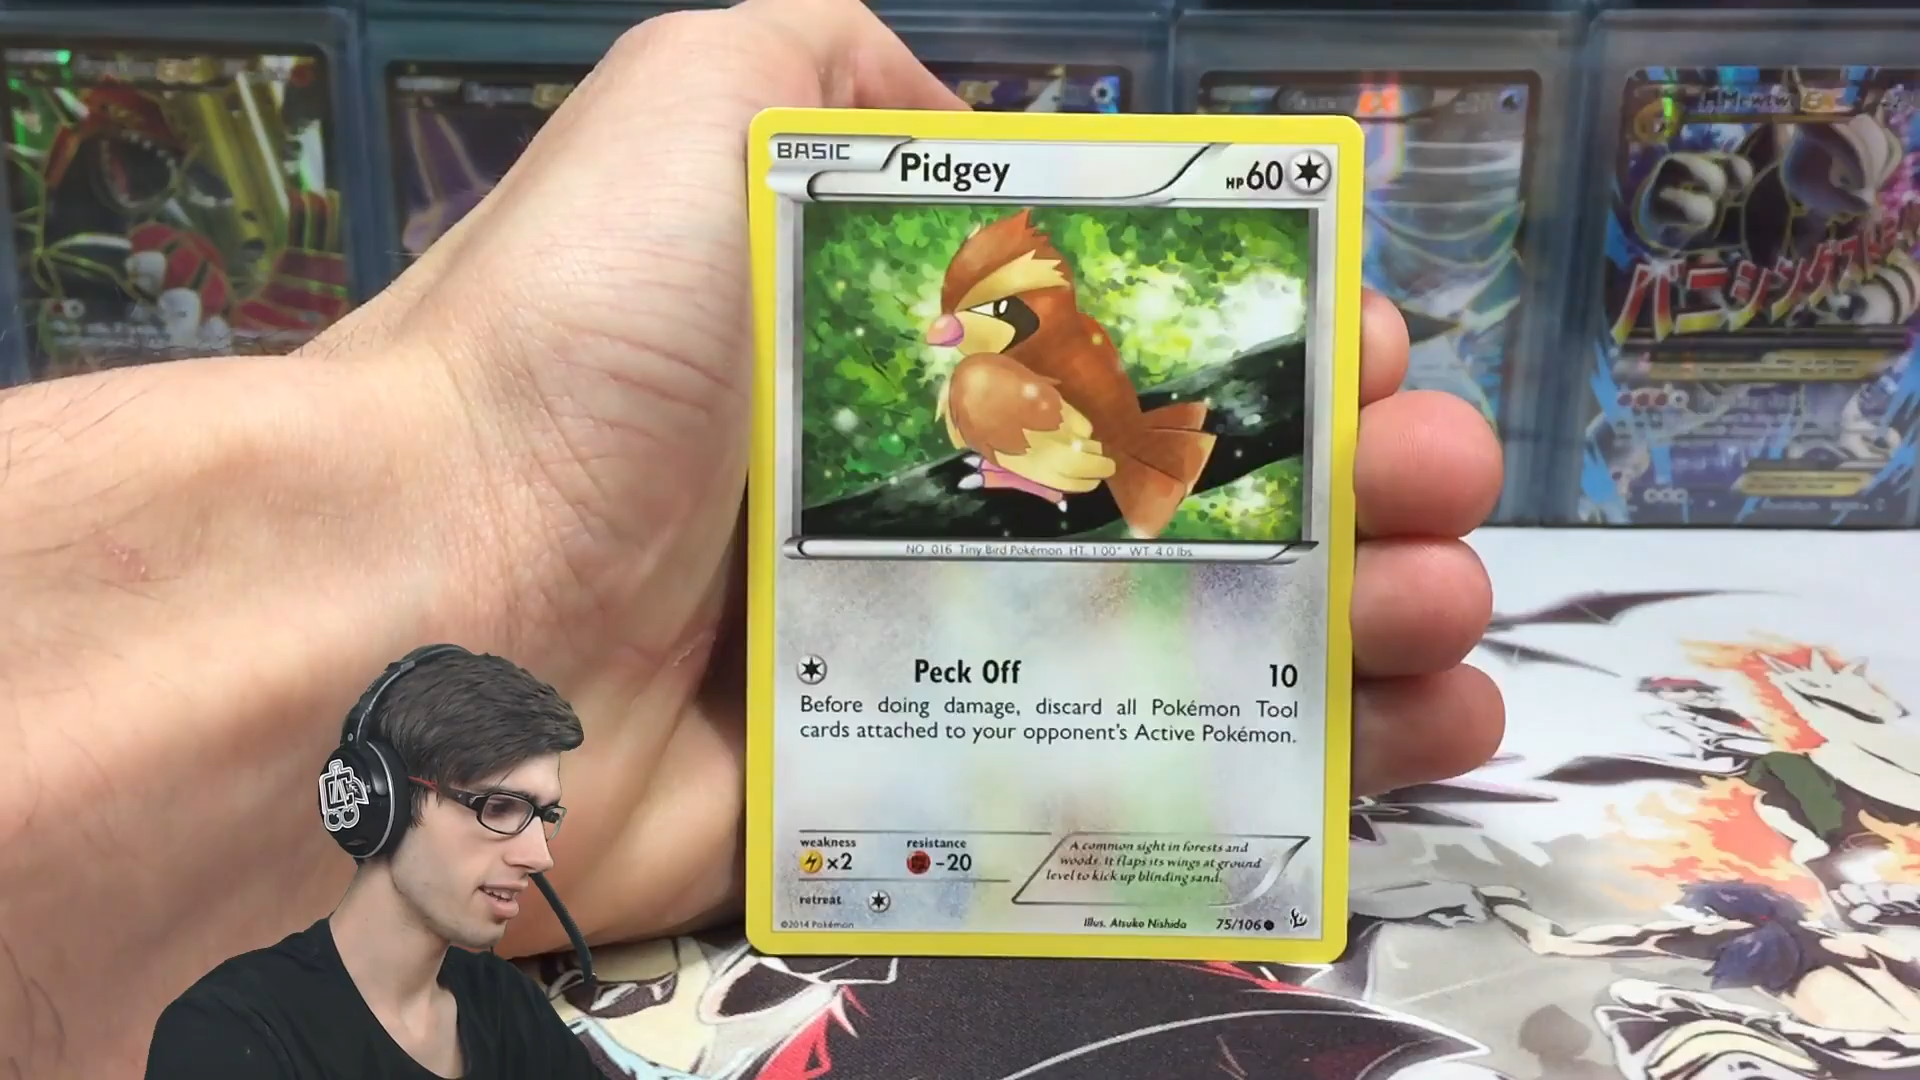 BASIC
Pidgey
HP60
NO. 016 Tiny Bird Pokémon HT. 1'00" WT. 4.0 lbs.
Peck Off 10
Before doing damage, discard all Pokémon Tool
cards attached to your opponent's Active Pokémon.
weakness
×2
resistance
-20
retreat
A common sight in forests and
woods. It flaps its wings at ground
level to kick up blinding sand.
©2014 Pokémon
Illus. Atsuko Nishida
75/106